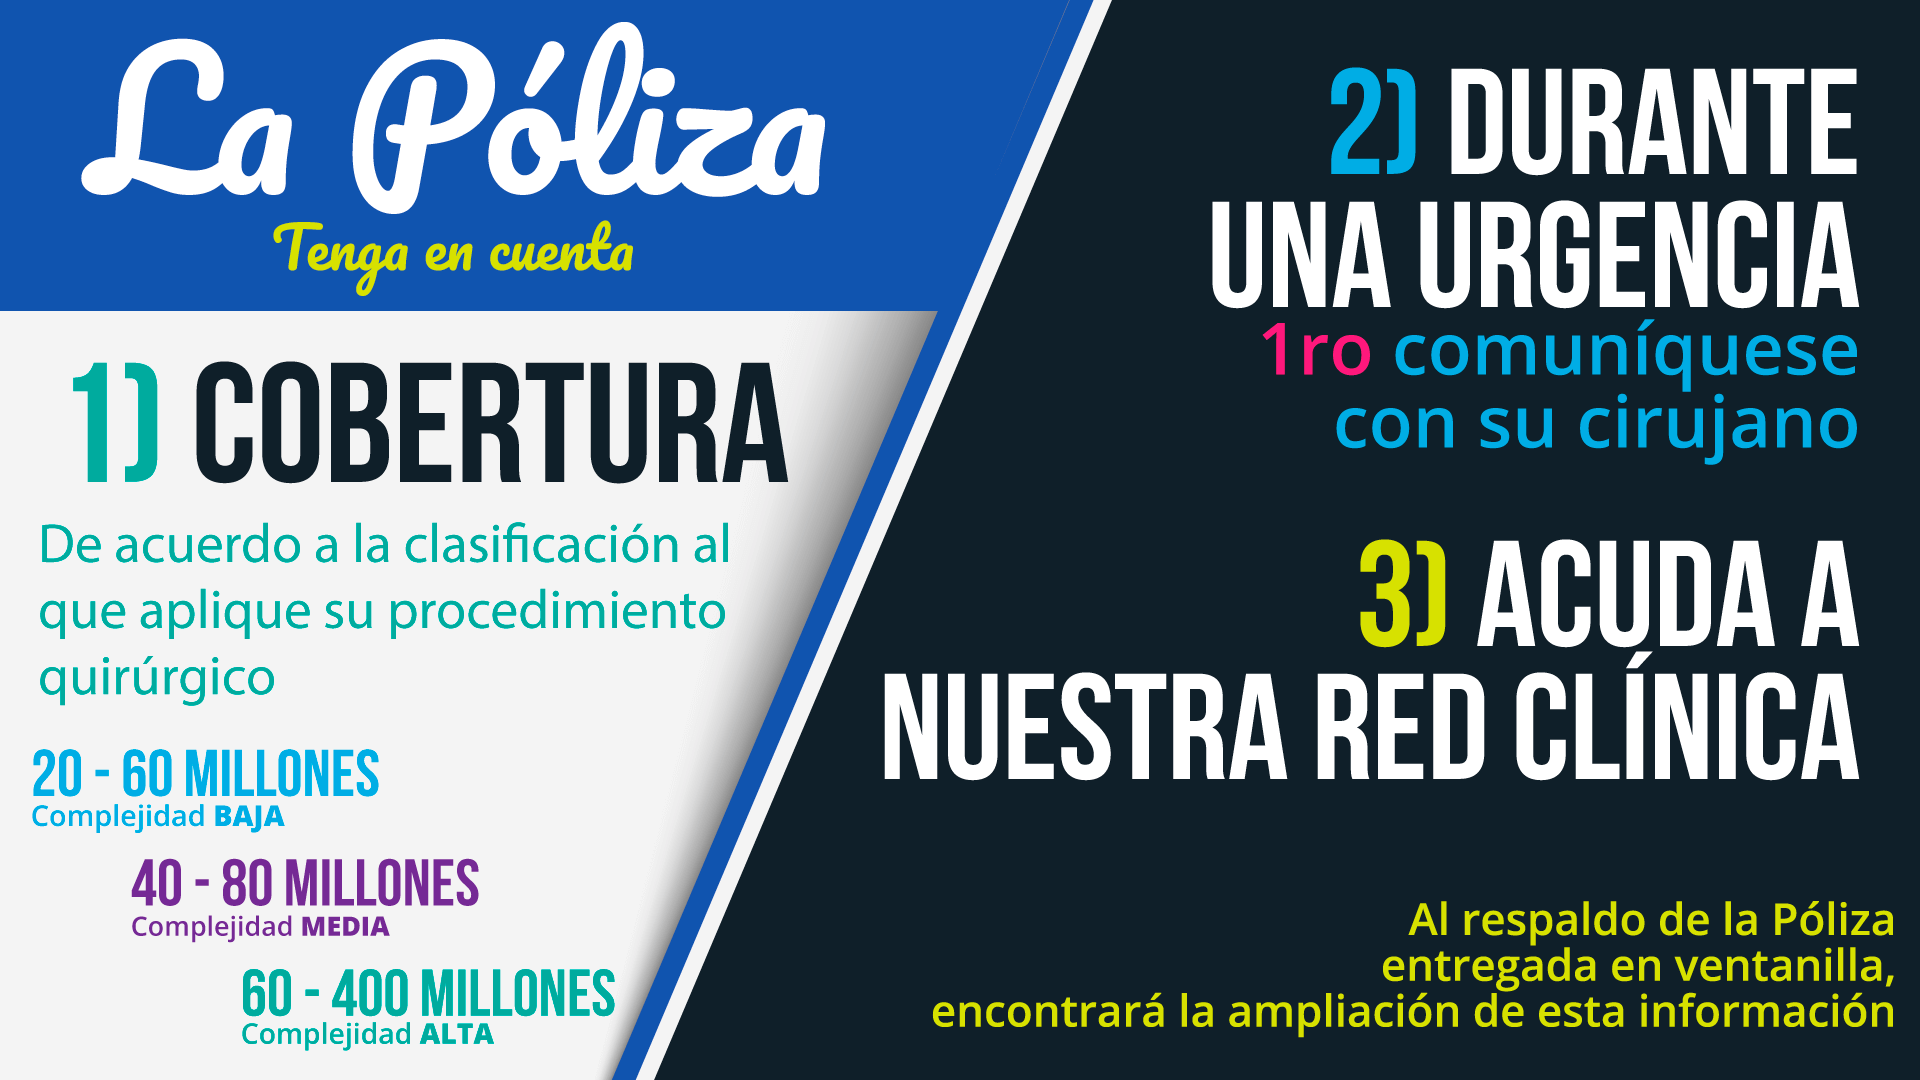 La Póliza
Tenga en cuenta
1) COBERTURA
De acuerdo a la clasificación al
que aplique su procedimiento
quirúrgico
20 - 60 MILLONES
Complejidad BAJA
40 - 80 MILLONES
Complejidad MEDIA
60 - 400 MILLONES
Complejidad ALTA
2) DURANTE
UNA URGENCIA
1ro comuníquese
con su cirujano
3) ACUDA A
NUESTRA RED CLÍNICA
Al respaldo de la Póliza
entregada en ventanilla,
encontrará la ampliación de esta información